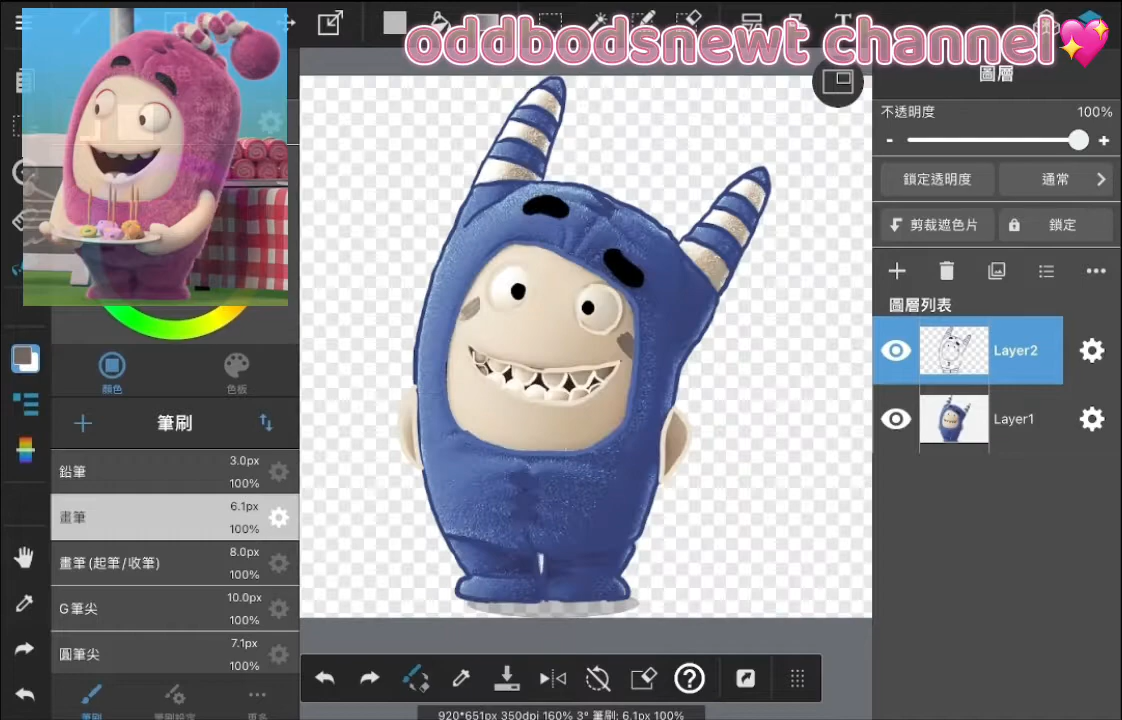 oddbodsnewt channel💖
圖層
不透明度 100%
- +
鎖定透明度 通常
剪裁遮色片 鎖定
圖層列表
Layer2
Layer1
顏色 色板
筆刷
鉛筆 3.0px 100%
畫筆 6.1px 100%
畫筆(起筆/收筆) 8.0px 100%
G筆尖 10.0px 100%
圓筆尖 7.1px 100%
筆刷
920*651px 350dpi 160% 3° 筆刷: 6.1px 100%